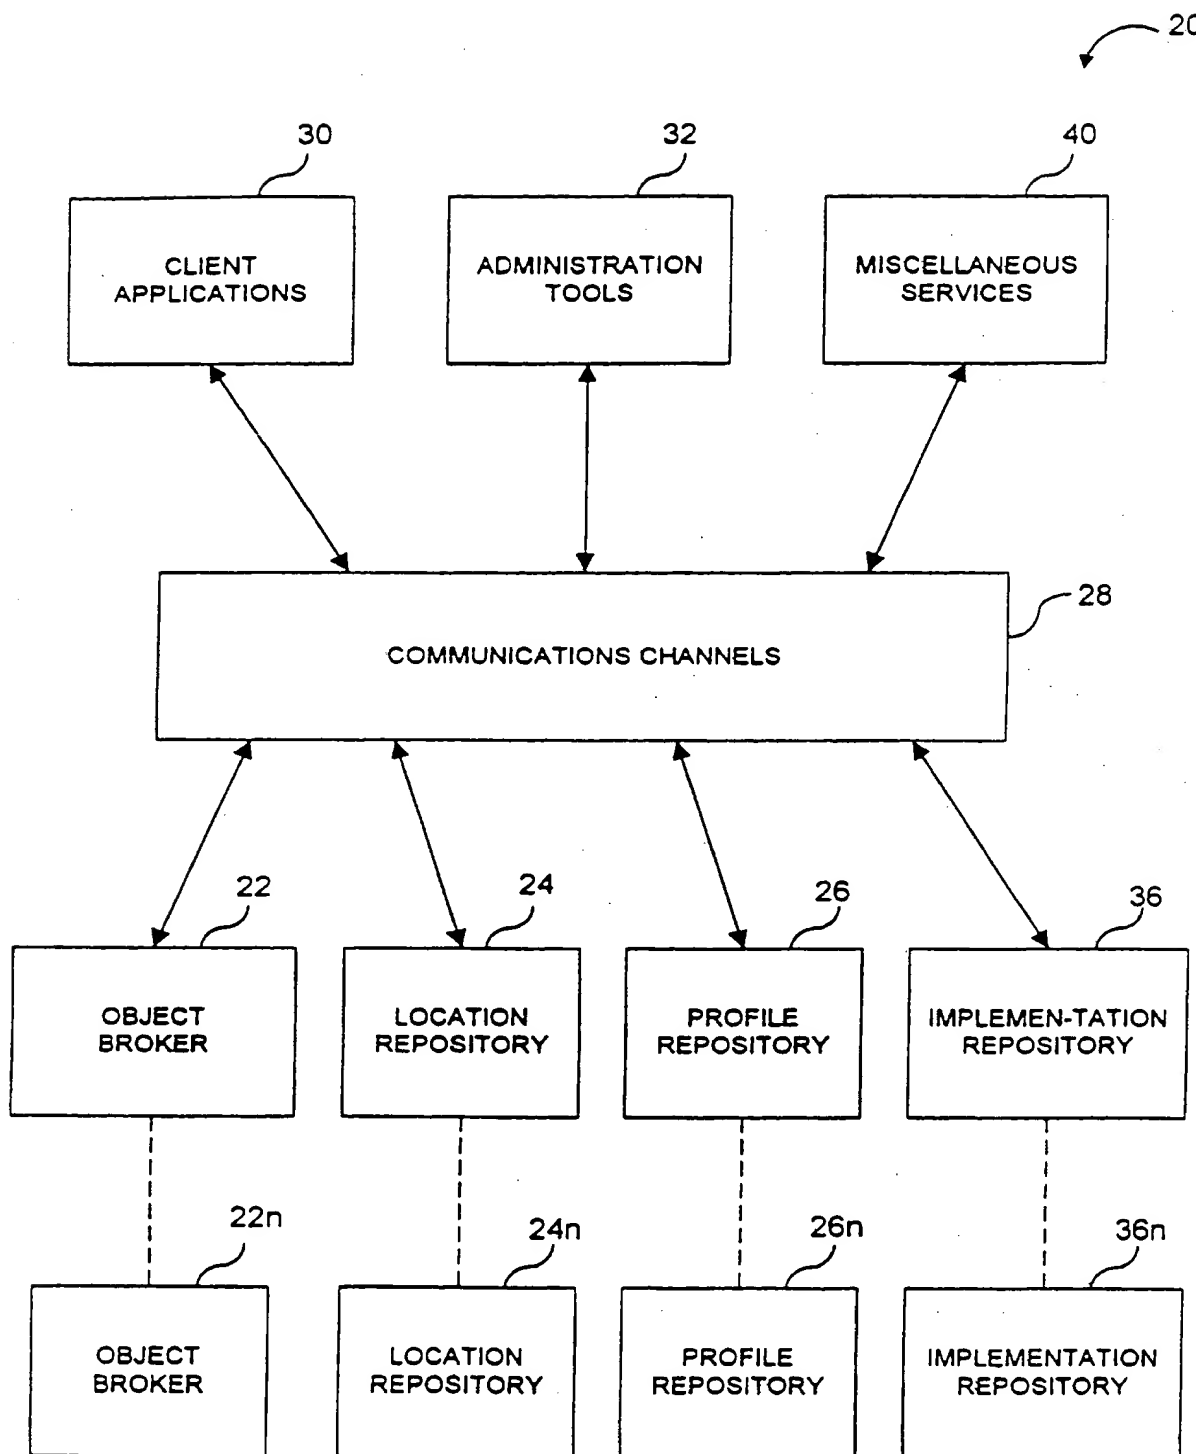 20
30
32
40
CLIENT
APPLICATIONS
ADMINISTRATION
TOOLS
MISCELLANEOUS
SERVICES
28
COMMUNICATIONS CHANNELS
22
24
26
36
OBJECT
BROKER
LOCATION
REPOSITORY
PROFILE
REPOSITORY
IMPLEMEN-TATION
REPOSITORY
22n
24n
26n
36n
OBJECT
BROKER
LOCATION
REPOSITORY
PROFILE
REPOSITORY
IMPLEMENTATION
REPOSITORY